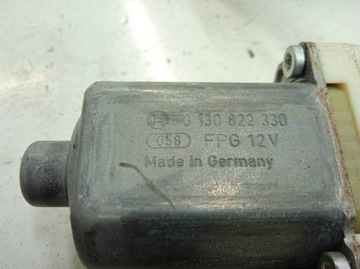 0 130 822 330
058 FPG 12V
Made in Germany